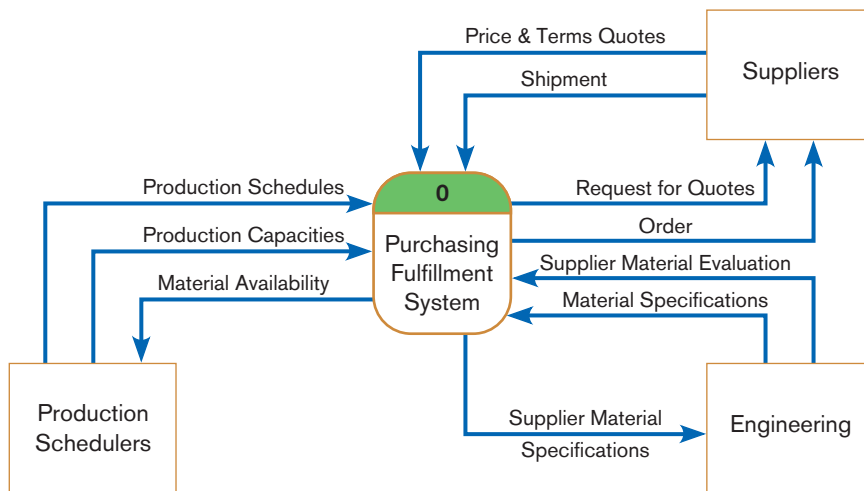 Price & Terms Quotes
Shipment
Suppliers
Production Schedules
0
Request for Quotes
Production Capacities
Order
Purchasing
Fulfillment
System
Supplier Material Evaluation
Material Availability
Material Specifications
Production
Schedulers
Supplier Material
Specifications
Engineering